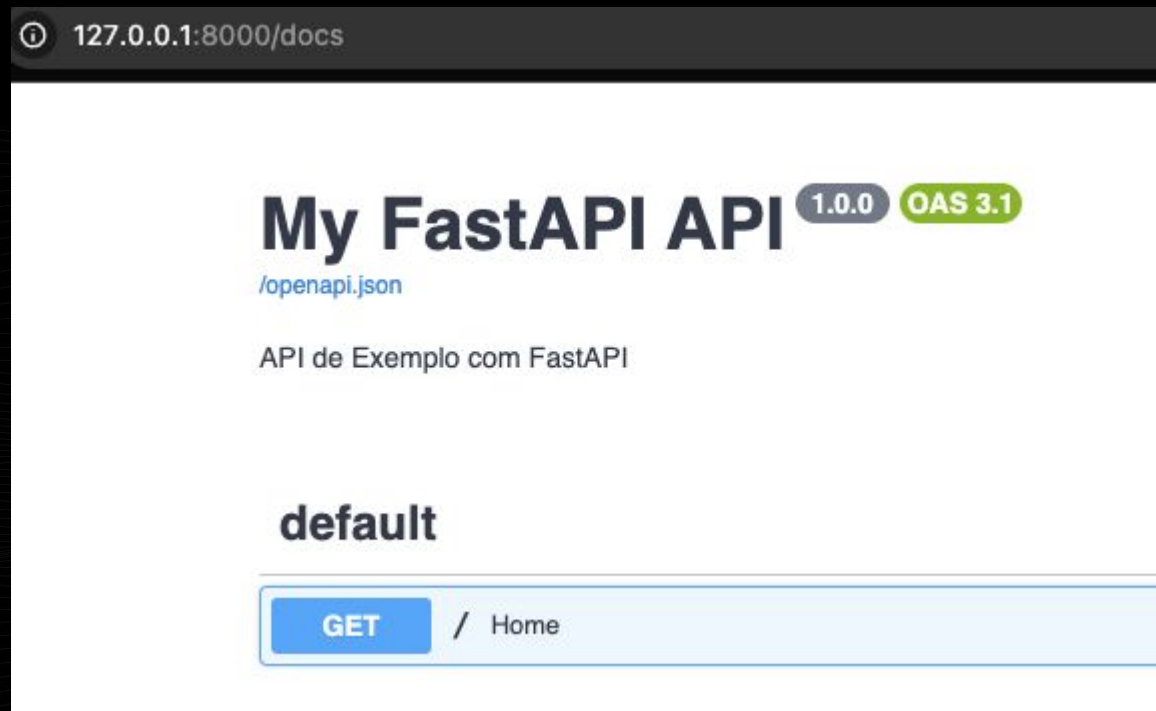 127.0.0.1:8000/docs
My FastAPI API 1.0.0 OAS 3.1
/openapi.json
API de Exemplo com FastAPI
default
GET / Home